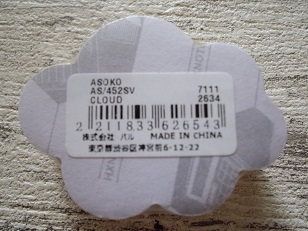 ASOKO
AS/452SV 7111
CLOUD 2634
2 211833 626543
株式会社 パル MADE IN CHINA
東京都渋谷区神宮前6-12-22